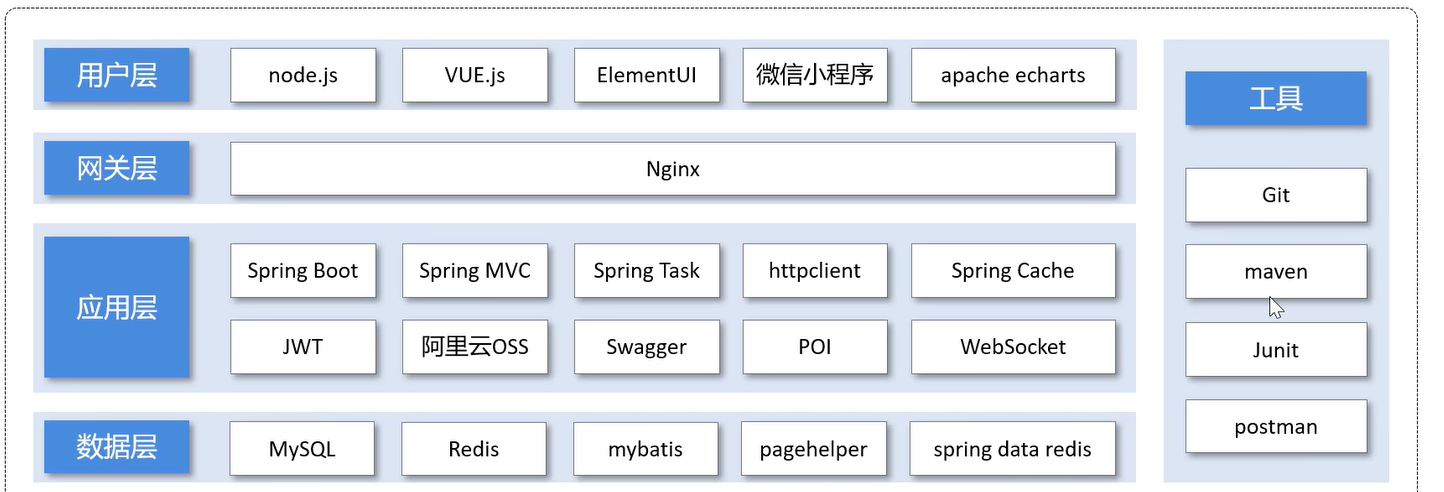 用户层
node.js
VUE.js
ElementUI
微信小程序
apache echarts
网关层
Nginx
应用层
Spring Boot
Spring MVC
Spring Task
httpclient
Spring Cache
JWT
阿里云OSS
Swagger
POI
WebSocket
数据层
MySQL
Redis
mybatis
pagehelper
spring data redis
工具
Git
maven
Junit
postman